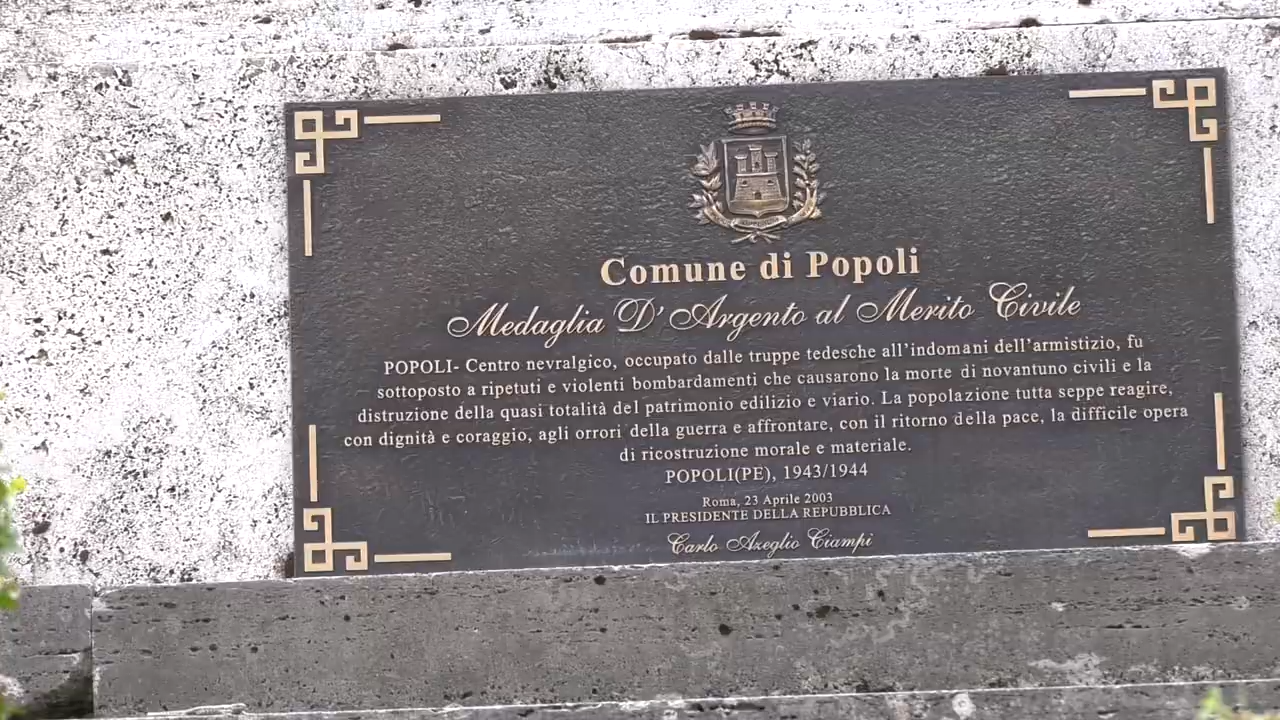 Comune di Popoli
Medaglia D'Argento al Merito Civile
POPOLI- Centro nevralgico, occupato dalle truppe tedesche all'indomani dell'armistizio, fu
sottoposto a ripetuti e violenti bombardamenti che causarono la morte di novantuno civili e la
distruzione della quasi totalità del patrimonio edilizio e viario. La popolazione tutta seppe reagire,
con dignità e coraggio, agli orrori della guerra e affrontare, con il ritorno della pace, la difficile opera
di ricostruzione morale e materiale.
POPOLI(PE), 1943/1944
Roma, 23 Aprile 2003
IL PRESIDENTE DELLA REPUBBLICA
Carlo Azeglio Ciampi